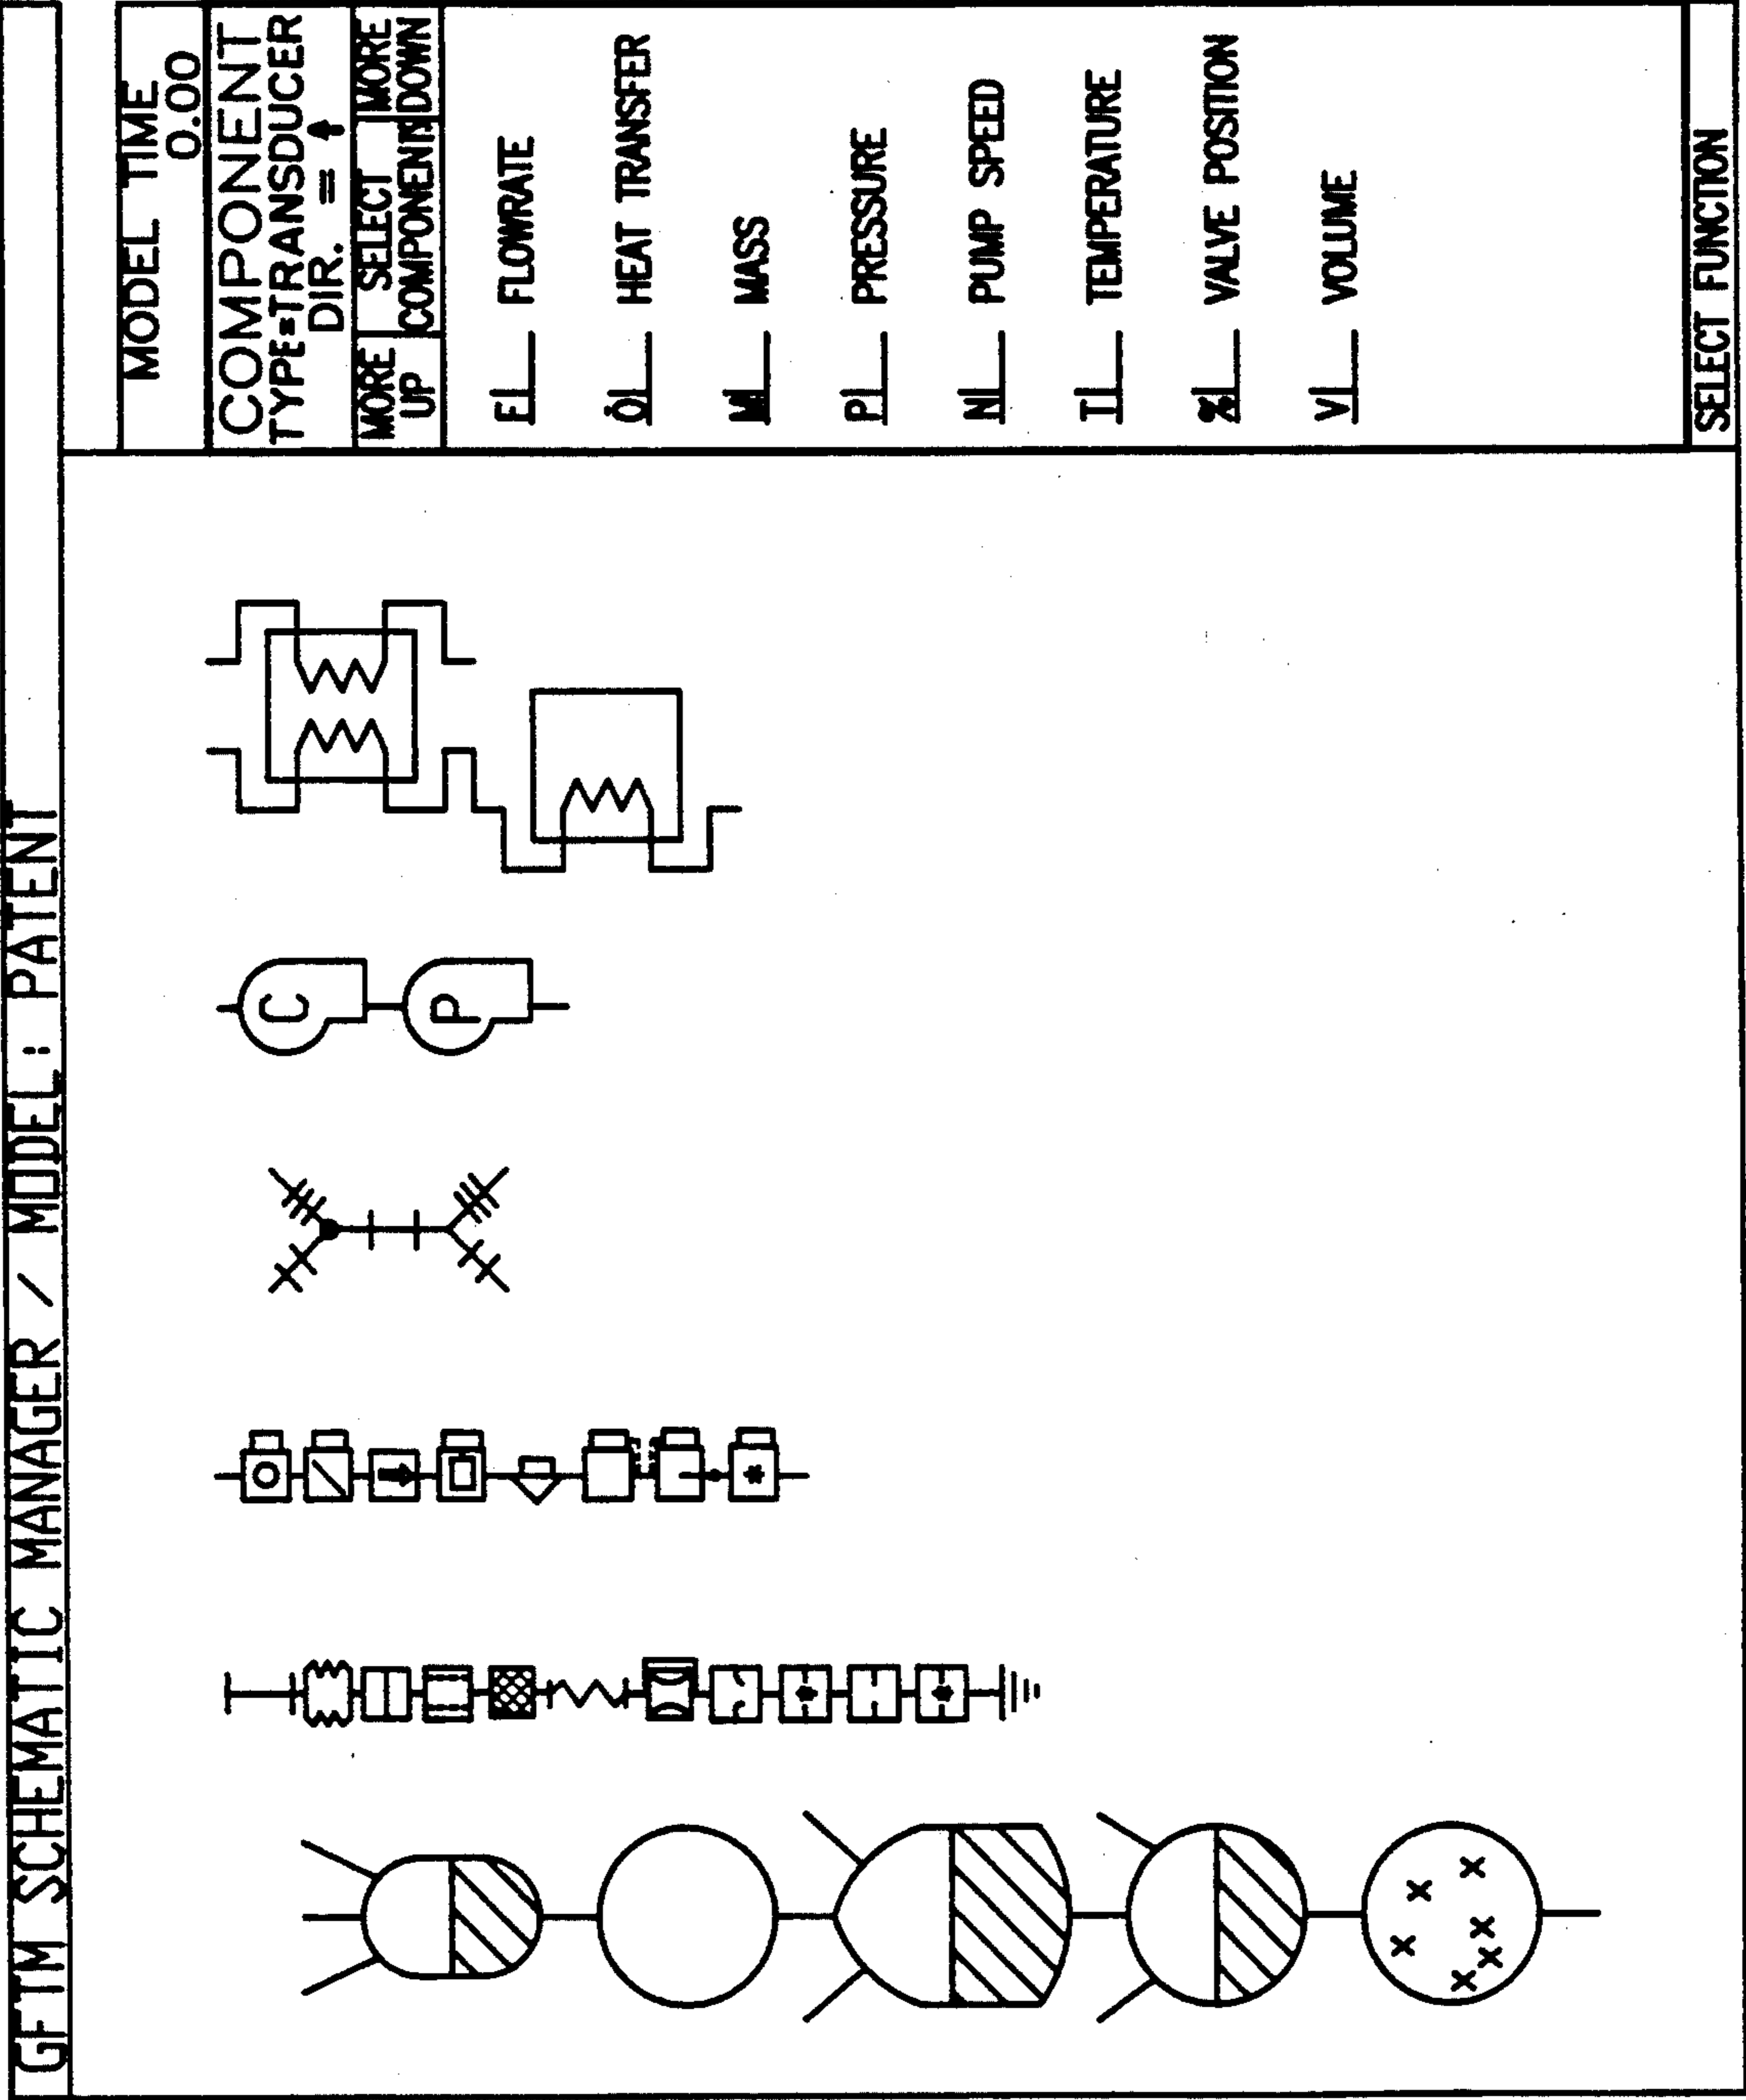 GFTM SCHEMATIC MANAGER / MODEL: PATENT
MODEL TIME
0.00
COMPONENT
TYPE=TRANSDUCER
DIR. =
MORE UP
SELECT COMPONENT
MORE DOWN
F FLOWRATE
Q̇ HEAT TRANSFER
M MASS
P PRESSURE
N PUMP SPEED
T TEMPERATURE
% VALVE POSITION
V VOLUME
SELECT FUNCTION
C
P